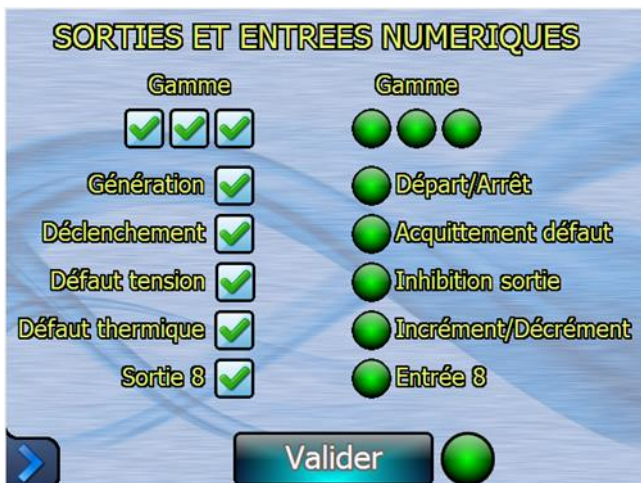 SORTIES ET ENTREES NUMERIQUES
Gamme Gamme
Génération Départ/Arrêt
Déclenchement Acquittement défaut
Défaut tension Inhibition sortie
Défaut thermique Incrément/Décrément
Sortie 8 Entrée 8
Valider